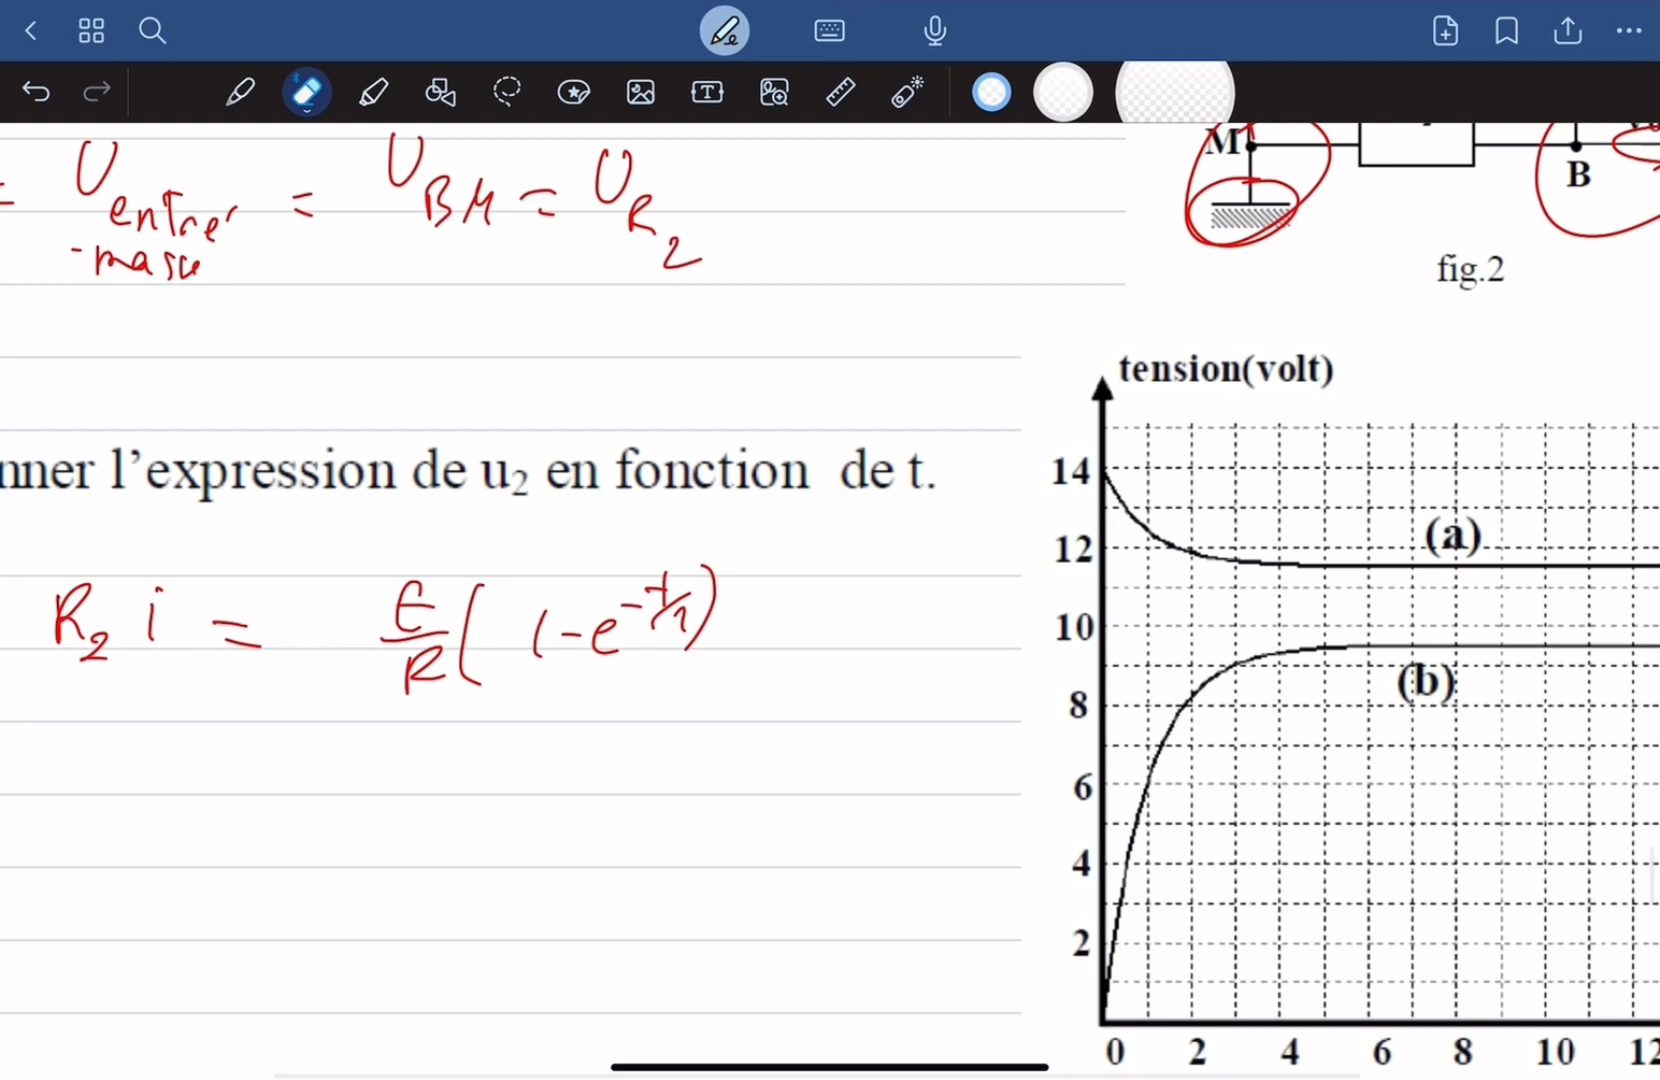 M
B
U entrer = U BM = U R2
-masse
fig.2
tension(volt)
nner l’expression de u₂ en fonction de t.
14
(a)
12
R₂ i = E/R ( 1-e^-t/τ )
10
(b)
8
6
4
2
0 2 4 6 8 10 12